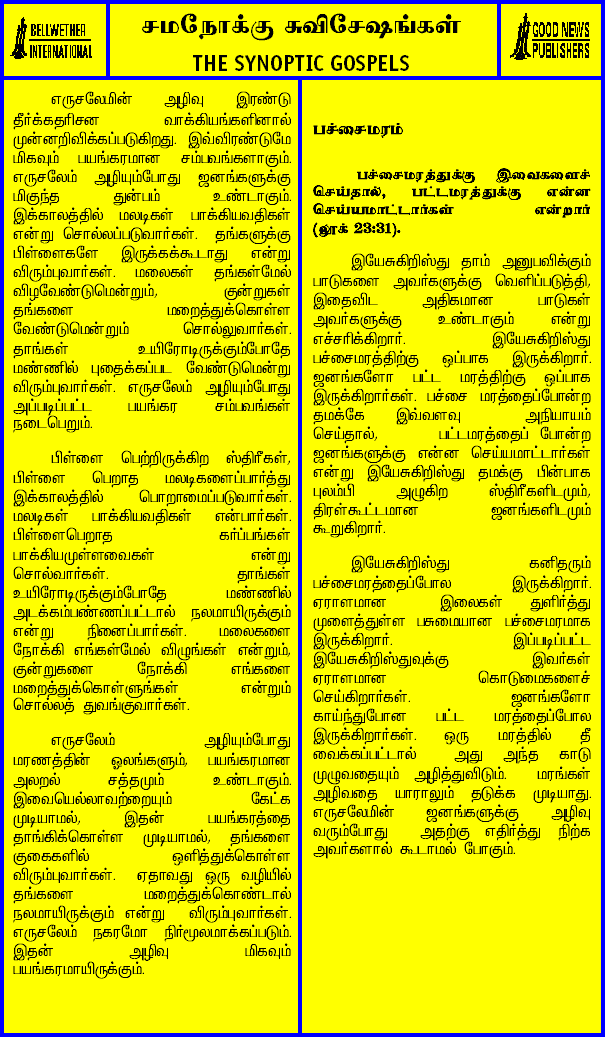 BELLWETHER
INTERNATIONAL
சமநோக்கு சுவிசேஷங்கள்
THE SYNOPTIC GOSPELS
GOOD NEWS
PUBLISHERS
எருசலேமின் அழிவு இரண்டு
தீர்க்கதரிசன வாக்கியங்களினால்
முன்னறிவிக்கப்படுகிறது. இவ்விரண்டுமே
மிகவும் பயங்கரமான சம்பவங்களாகும்.
எருசலேம் அழியும்போது ஜனங்களுக்கு
மிகுந்த துன்பம் உண்டாகும்.
இக்காலத்தில் மலடிகள் பாக்கியவதிகள்
என்று சொல்லப்படுவார்கள். தங்களுக்கு
பிள்ளைகளே இருக்கக்கூடாது என்று
விரும்புவார்கள். மலைகள் தங்கள்மேல்
விழவேண்டுமென்றும், குன்றுகள்
தங்களை மறைத்துக்கொள்ள
வேண்டுமென்றும் சொல்லுவார்கள்.
தாங்கள் உயிரோடிருக்கும்போதே
மண்ணில் புதைக்கப்பட வேண்டுமென்று
விரும்புவார்கள். எருசலேம் அழியும்போது
அப்படிப்பட்ட பயங்கர சம்பவங்கள்
நடைபெறும்.
பிள்ளை பெற்றிருக்கிற ஸ்திரீகள்,
பிள்ளை பெறாத மலடிகளைப்பார்த்து
இக்காலத்தில் பொறாமைப்படுவார்கள்.
மலடிகள் பாக்கியவதிகள் என்பார்கள்.
பிள்ளைபெறாத கர்ப்பங்கள்
பாக்கியமுள்ளவைகள் என்று
சொல்வார்கள். தாங்கள்
உயிரோடிருக்கும்போதே மண்ணில்
அடக்கம்பண்ணப்பட்டால் நலமாயிருக்கும்
என்று நினைப்பார்கள். மலைகளை
நோக்கி எங்கள்மேல் விழுங்கள் என்றும்,
குன்றுகளை நோக்கி எங்களை
மறைத்துக்கொள்ளுங்கள் என்றும்
சொல்லத் துவங்குவார்கள்.
எருசலேம் அழியும்போது
மரணத்தின் ஓலங்களும், பயங்கரமான
அலறல் சத்தமும் உண்டாகும்.
இவையெல்லாவற்றையும் கேட்க
முடியாமல், இதன் பயங்கரத்தை
தாங்கிக்கொள்ள முடியாமல், தங்களை
குகைகளில் ஒளித்துக்கொள்ள
விரும்புவார்கள். ஏதாவது ஒரு வழியில்
தங்களை மறைத்துக்கொண்டால்
நலமாயிருக்கும் என்று விரும்புவார்கள்.
எருசலேம் நகரமோ நிர்மூலமாக்கப்படும்.
இதன் அழிவு மிகவும்
பயங்கரமாயிருக்கும்.
பச்சைமரம்
பச்சைமரத்துக்கு இவைகளைச்
செய்தால், பட்டமரத்துக்கு என்ன
செய்யமாட்டார்கள் என்றார்
(லூக் 23:31).
இயேசுகிறிஸ்து தாம் அனுபவிக்கும்
பாடுகளை அவர்களுக்கு வெளிப்படுத்தி,
இதைவிட அதிகமான பாடுகள்
அவர்களுக்கு உண்டாகும் என்று
எச்சரிக்கிறார். இயேசுகிறிஸ்து
பச்சைமரத்திற்கு ஒப்பாக இருக்கிறார்.
ஜனங்களோ பட்ட மரத்திற்கு ஒப்பாக
இருக்கிறார்கள். பச்சை மரத்தைப்போன்ற
தமக்கே இவ்வளவு அநியாயம்
செய்தால், பட்டமரத்தைப் போன்ற
ஜனங்களுக்கு என்ன செய்யமாட்டார்கள்
என்று இயேசுகிறிஸ்து தமக்கு பின்பாக
புலம்பி அழுகிற ஸ்திரீகளிடமும்,
திரள்கூட்டமான ஜனங்களிடமும்
கூறுகிறார்.
இயேசுகிறிஸ்து கனிதரும்
பச்சைமரத்தைப்போல இருக்கிறார்.
ஏராளமான இலைகள் துளிர்த்து
முளைத்துள்ள பசுமையான பச்சைமரமாக
இருக்கிறார். இப்படிப்பட்ட
இயேசுகிறிஸ்துவுக்கு இவர்கள்
ஏராளமான கொடுமைகளைச்
செய்கிறார்கள். ஜனங்களோ
காய்ந்துபோன பட்ட மரத்தைப்போல
இருக்கிறார்கள். ஒரு மரத்தில் தீ
வைக்கப்பட்டால் அது அந்த காடு
முழுவதையும் அழித்துவிடும். மரங்கள்
அழிவதை யாராலும் தடுக்க முடியாது.
எருசலேமின் ஜனங்களுக்கு அழிவு
வரும்போது அதற்கு எதிர்த்து நிற்க
அவர்களால் கூடாமல் போகும்.